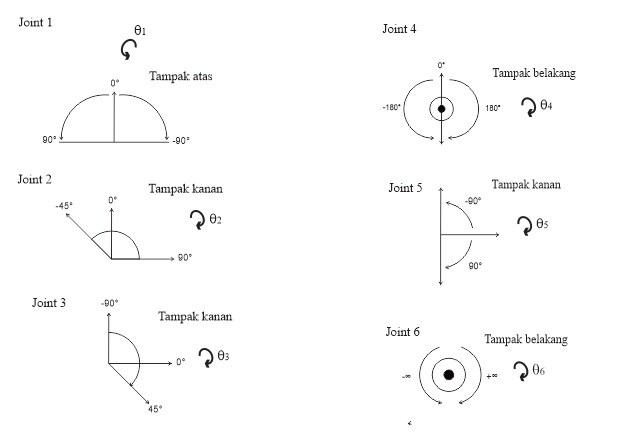 Joint 1
θ1
Tampak atas
0°
90°
-90°
Joint 2
Tampak kanan
-45°
0°
θ2
90°
Joint 3
-90°
Tampak kanan
0°
θ3
45°
Joint 4
0°
Tampak belakang
-180°
180°
θ4
Joint 5
Tampak kanan
-90°
θ5
90°
Joint 6
Tampak belakang
-∞
+∞
θ6